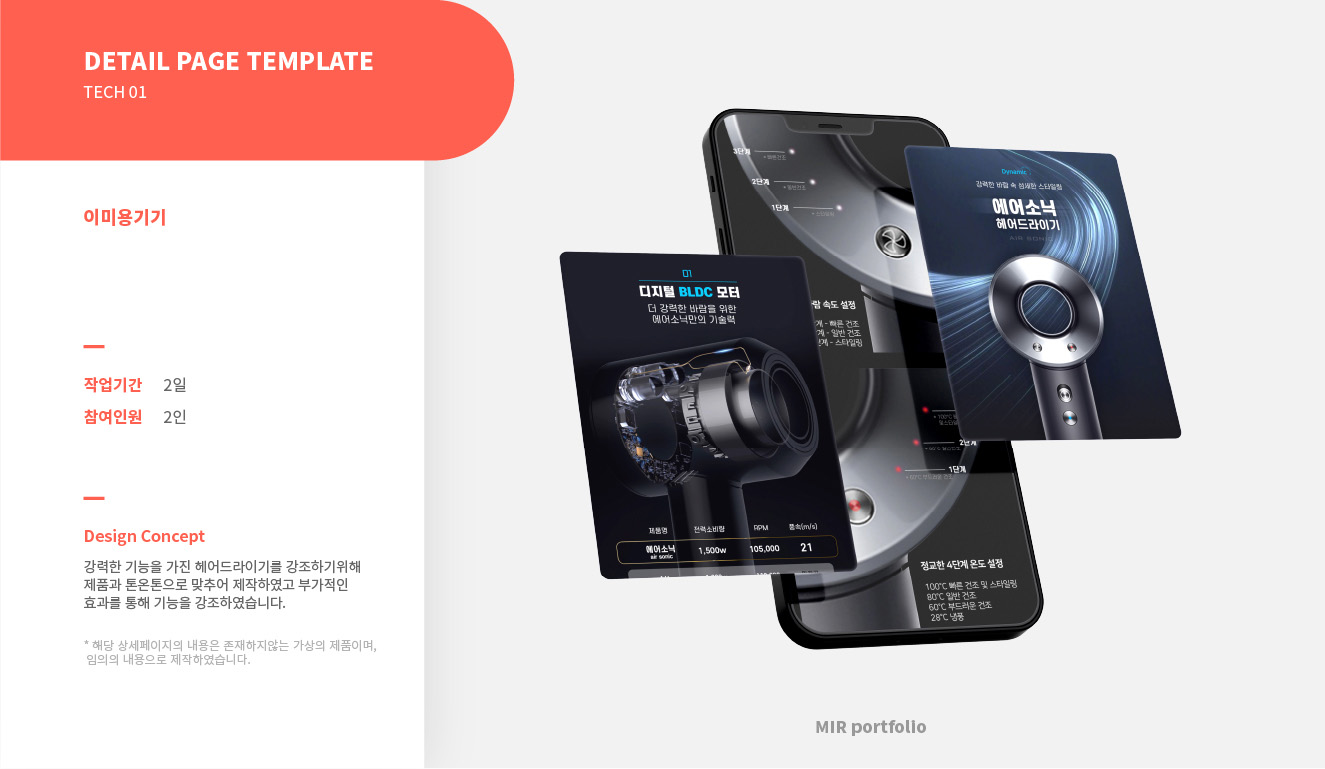 DETAIL PAGE TEMPLATE
TECH 01
이미용기기
작업기간 2일
참여인원 2인
Design Concept
강력한 기능을 가진 헤어드라이기를 강조하기위해
제품과 톤온톤으로 맞추어 제작하였고 부가적인
효과를 통해 기능을 강조하였습니다.
* 해당 상세페이지의 내용은 존재하지않는 가상의 제품이며,
임의의 내용으로 제작하였습니다.
01
디지털 BLDC 모터
더 강력한 바람을 위한
에어소닉만의 기술력
제품명 전력소비량 RPM 풍속(m/s)
에어소닉 1,500w 105,000 21
air sonic
3단계
• 빠른건조
2단계
• 일반건조
1단계
• 스타일링
람 속도 설정
계 - 빠른 건조
계 - 일반 건조
단계 - 스타일링
2단계
1단계
정교한 4단계 온도 설정
100°C 빠른 건조 및 스타일링
80°C 일반 건조
60°C 부드러운 건조
28°C 냉풍
Dynamic
강력한 바람 속 섬세한 스타일링
에어소닉
헤어드라이기
AIR SONIC
MIR portfolio